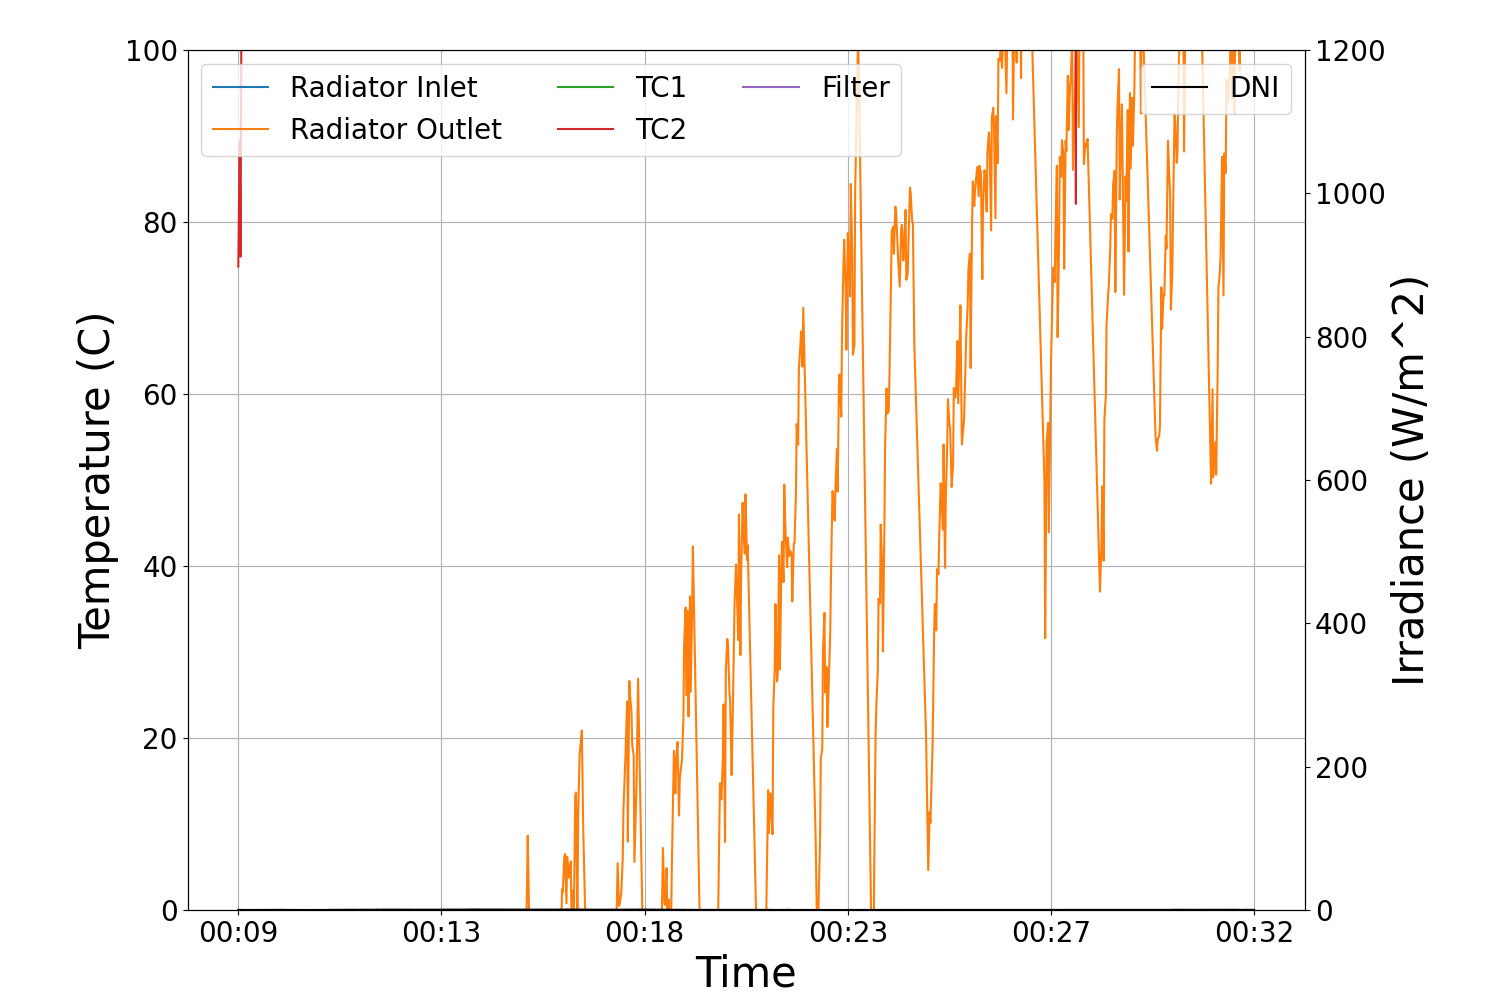 Radiator Inlet
Radiator Outlet
TC1
TC2
Filter
DNI
Temperature (C)
100
80
60
40
20
0
1200
1000
800
600
400
200
0
Irradiance (W/m^2)
00:09 00:13 00:18 00:23 00:27 00:32
Time